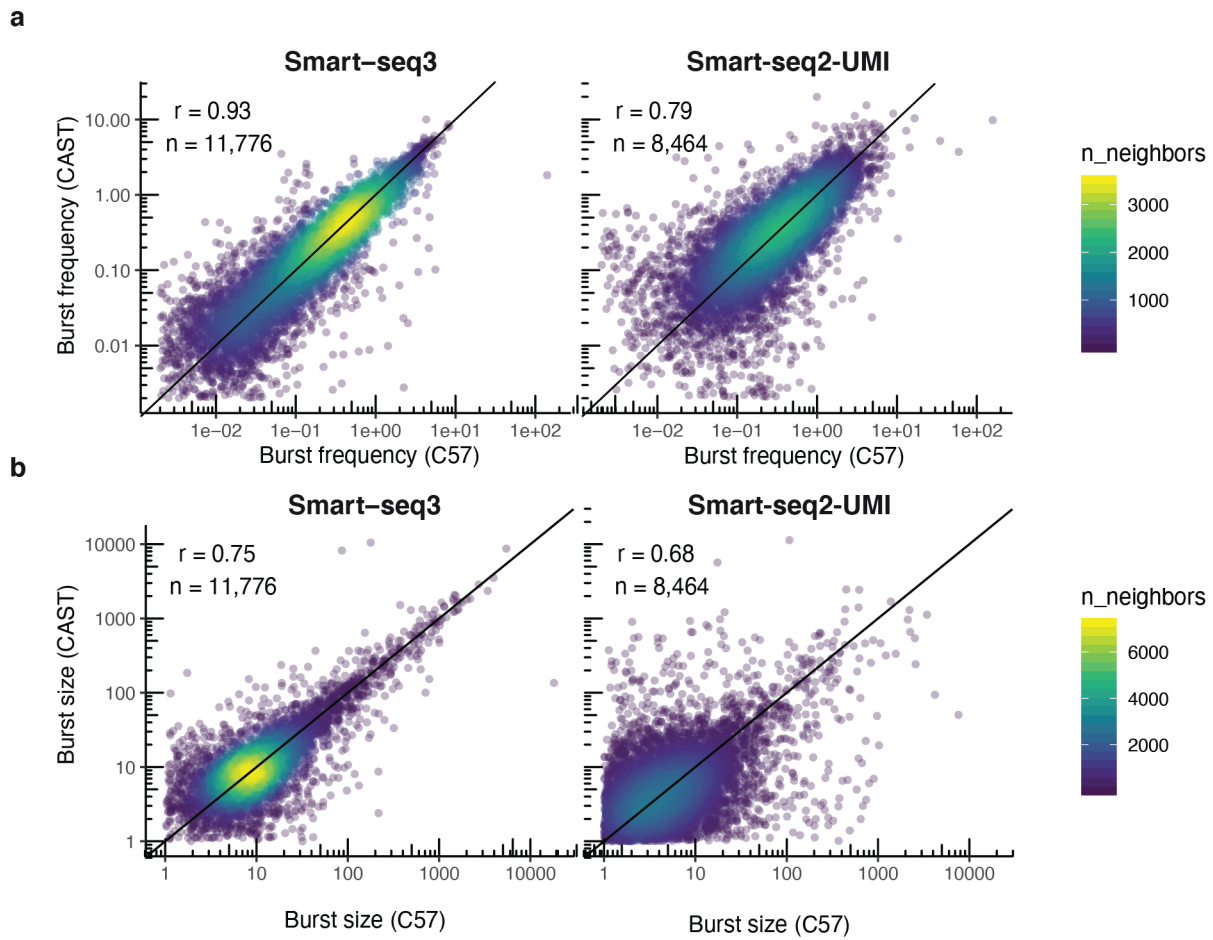 a
Smart–seq3
Smart-seq2-UMI
r = 0.93
n = 11,776
r = 0.79
n = 8,464
Burst frequency (CAST)
10.00
1.00
0.10
0.01
1e−02 1e−01 1e+00 1e+01 1e+02
1e−02 1e−01 1e+00 1e+01 1e+02
Burst frequency (C57)
Burst frequency (C57)
n_neighbors
3000
2000
1000
b
Smart–seq3
Smart-seq2-UMI
r = 0.75
n = 11,776
r = 0.68
n = 8,464
Burst size (CAST)
10000
1000
100
10
1
1 10 100 1000 10000
1 10 100 1000 10000
Burst size (C57)
Burst size (C57)
n_neighbors
6000
4000
2000